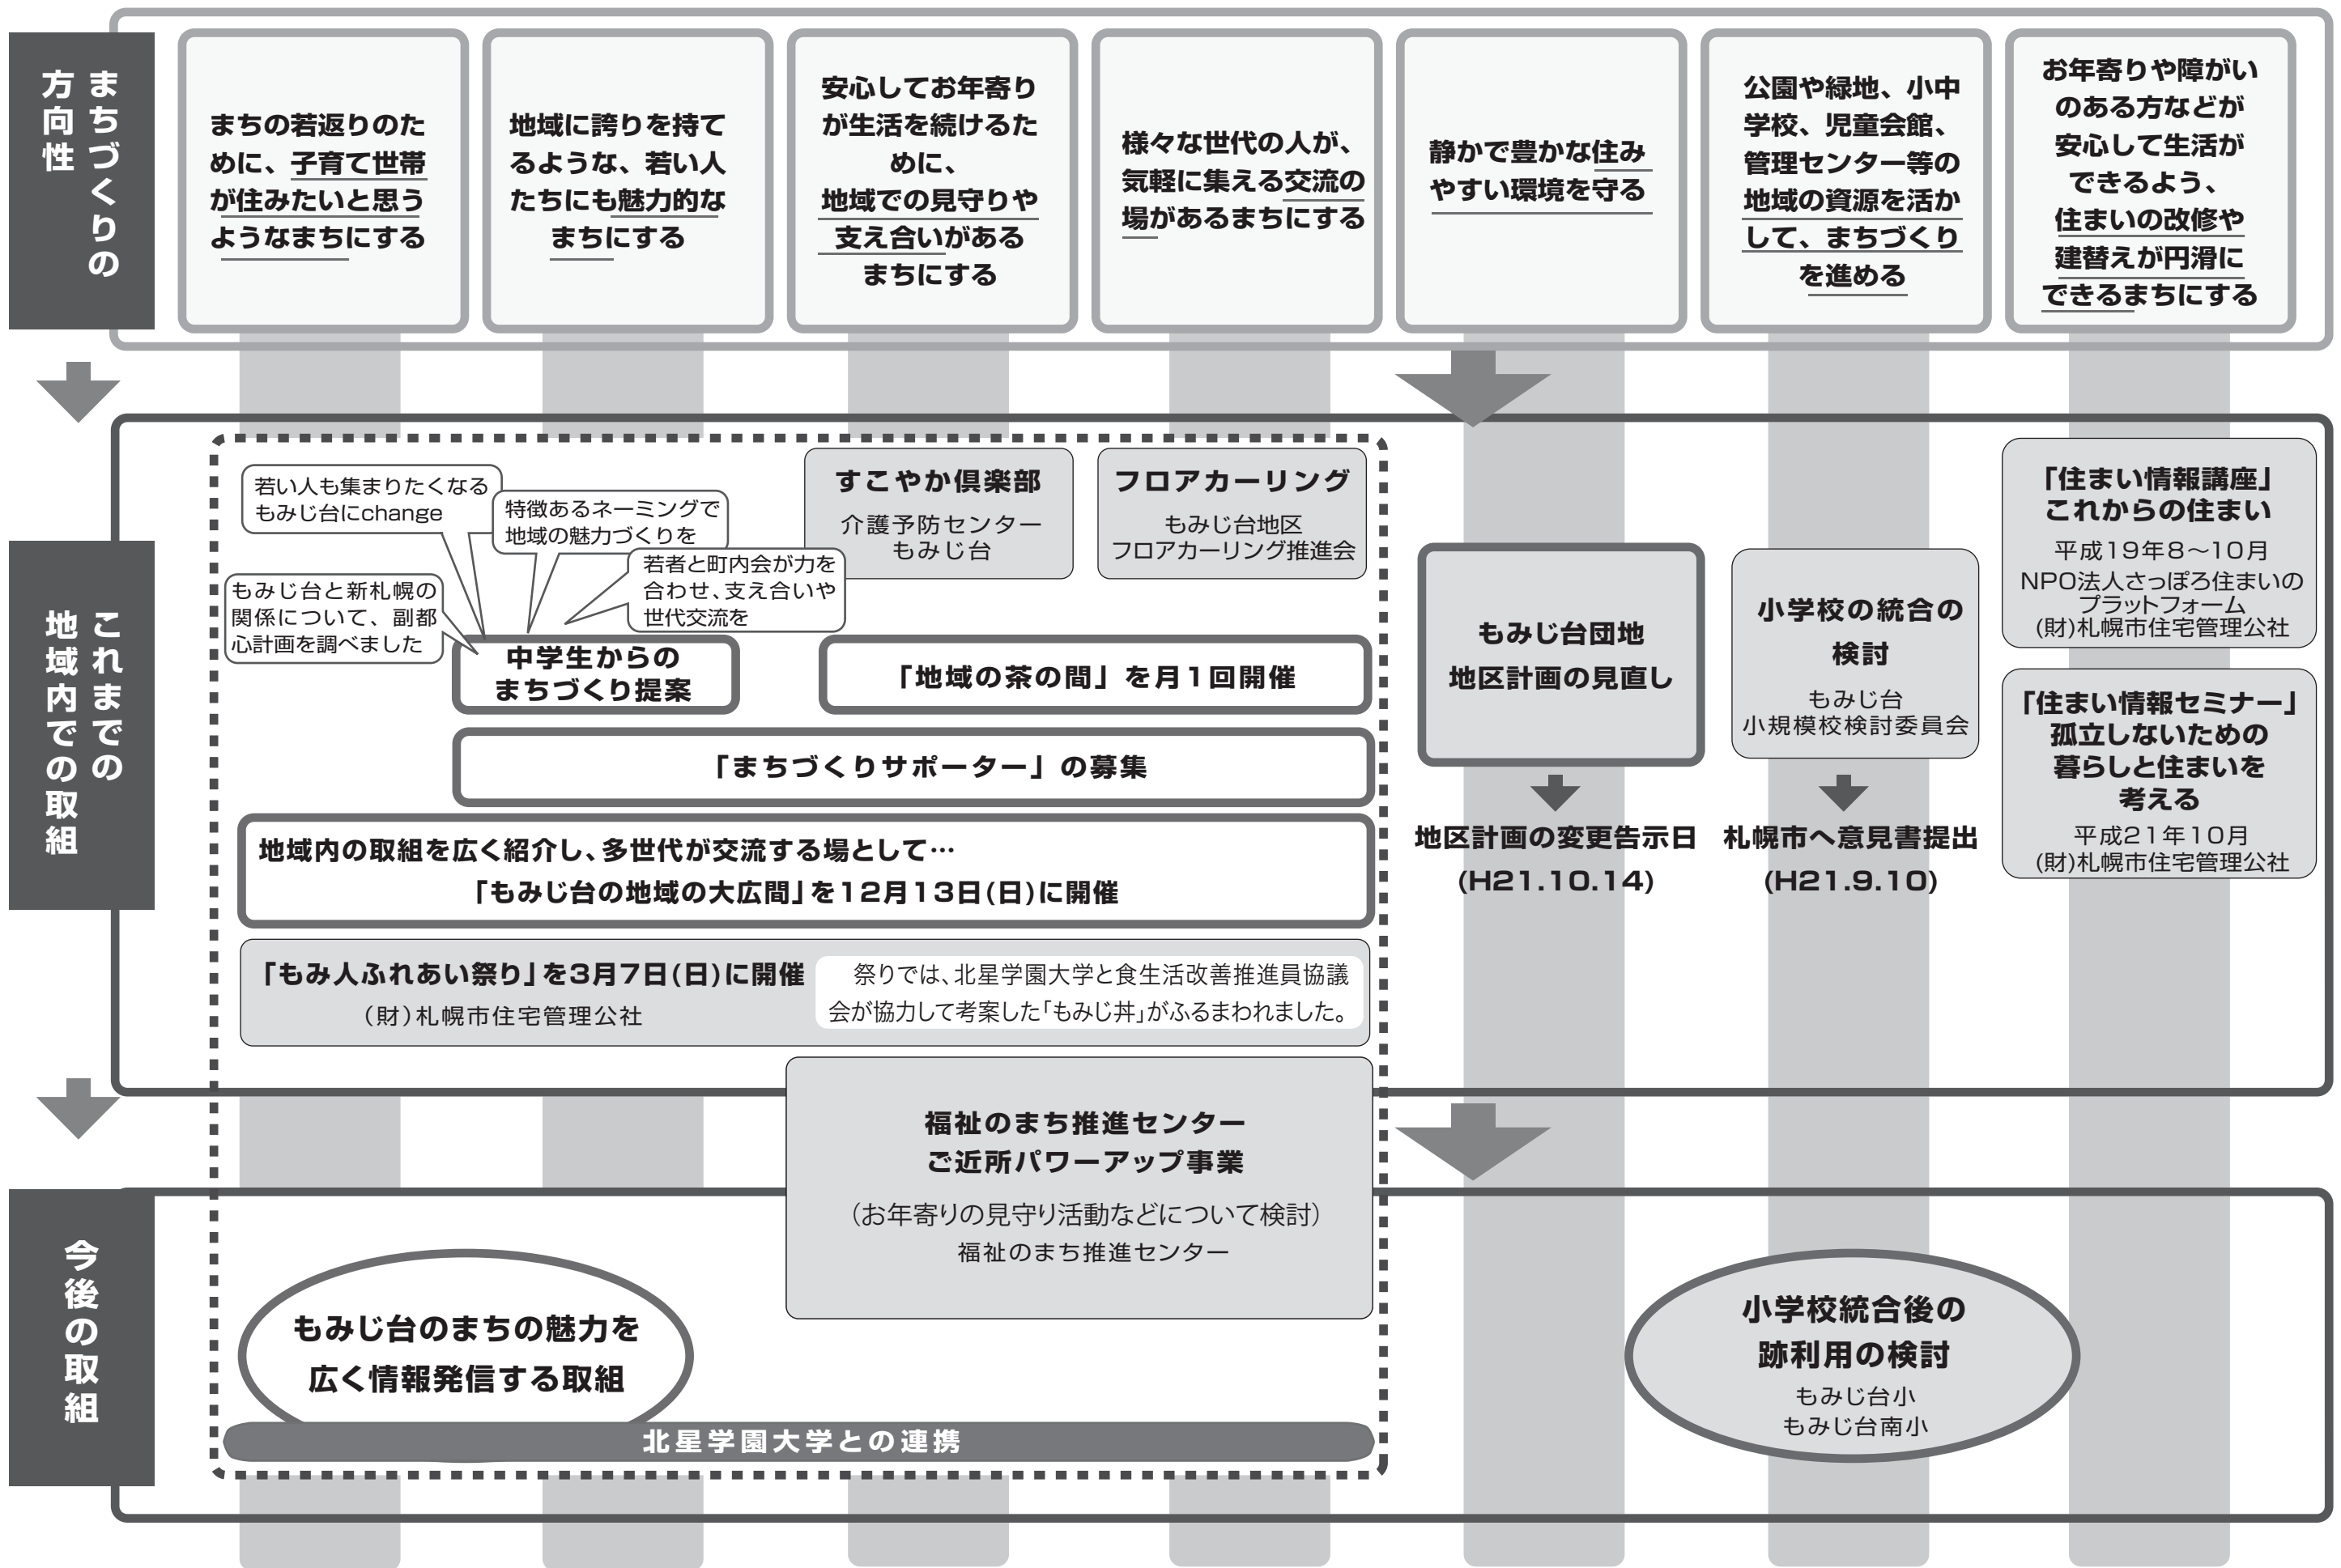 まちづくりの
方向性
まちの若返りのた
めに、子育て世帯
が住みたいと思う
ようなまちにする
地域に誇りを持て
るような、若い人
たちにも魅力的な
まちにする
安心してお年寄り
が生活を続けるた
めに、
地域での見守りや
支え合いがある
まちにする
様々な世代の人が、
気軽に集える交流の
場があるまちにする
静かで豊かな住み
やすい環境を守る
公園や緑地、小中
学校、児童会館、
管理センター等の
地域の資源を活か
して、まちづくり
を進める
お年寄りや障がい
のある方などが
安心して生活が
できるよう、
住まいの改修や
建替えが円滑に
できるまちにする
これまでの
地域内での取組
若い人も集まりたくなる
もみじ台にchange
特徴あるネーミングで
地域の魅力づくりを
若者と町内会が力を
合わせ、支え合いや
世代交流を
もみじ台と新札幌の
関係について、副都
心計画を調べました
中学生からの
まちづくり提案
すこやか倶楽部
介護予防センター
もみじ台
フロアカーリング
もみじ台地区
フロアカーリング推進会
「地域の茶の間」を月1回開催
「まちづくりサポーター」の募集
地域内の取組を広く紹介し、多世代が交流する場として…
「もみじ台の地域の大広間」を12月13日(日)に開催
「もみ人ふれあい祭り」を3月7日(日)に開催
(財)札幌市住宅管理公社
祭りでは、北星学園大学と食生活改善推進員協議
会が協力して考案した「もみじ丼」がふるまわれました。
もみじ台団地
地区計画の見直し
地区計画の変更告示日
(H21.10.14)
小学校の統合の
検討
もみじ台
小規模校検討委員会
札幌市へ意見書提出
(H21.9.10)
「住まい情報講座」
これからの住まい
平成19年8～10月
NPO法人さっぽろ住まいの
プラットフォーム
(財)札幌市住宅管理公社
「住まい情報セミナー」
孤立しないための
暮らしと住まいを
考える
平成21年10月
(財)札幌市住宅管理公社
福祉のまち推進センター
ご近所パワーアップ事業
(お年寄りの見守り活動などについて検討)
福祉のまち推進センター
今後の取組
もみじ台のまちの魅力を
広く情報発信する取組
北星学園大学との連携
小学校統合後の
跡利用の検討
もみじ台小
もみじ台南小